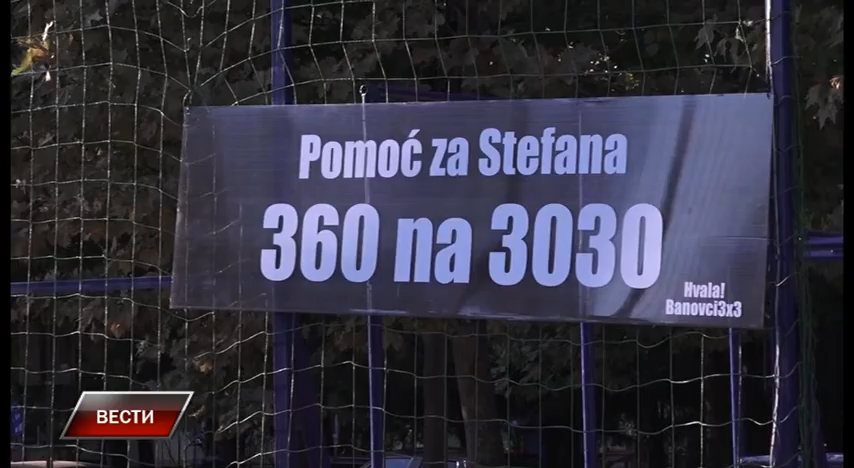 Pomoć za Stefana
360 na 3030
Hvala!
Banovci3x3
ВЕСТИ